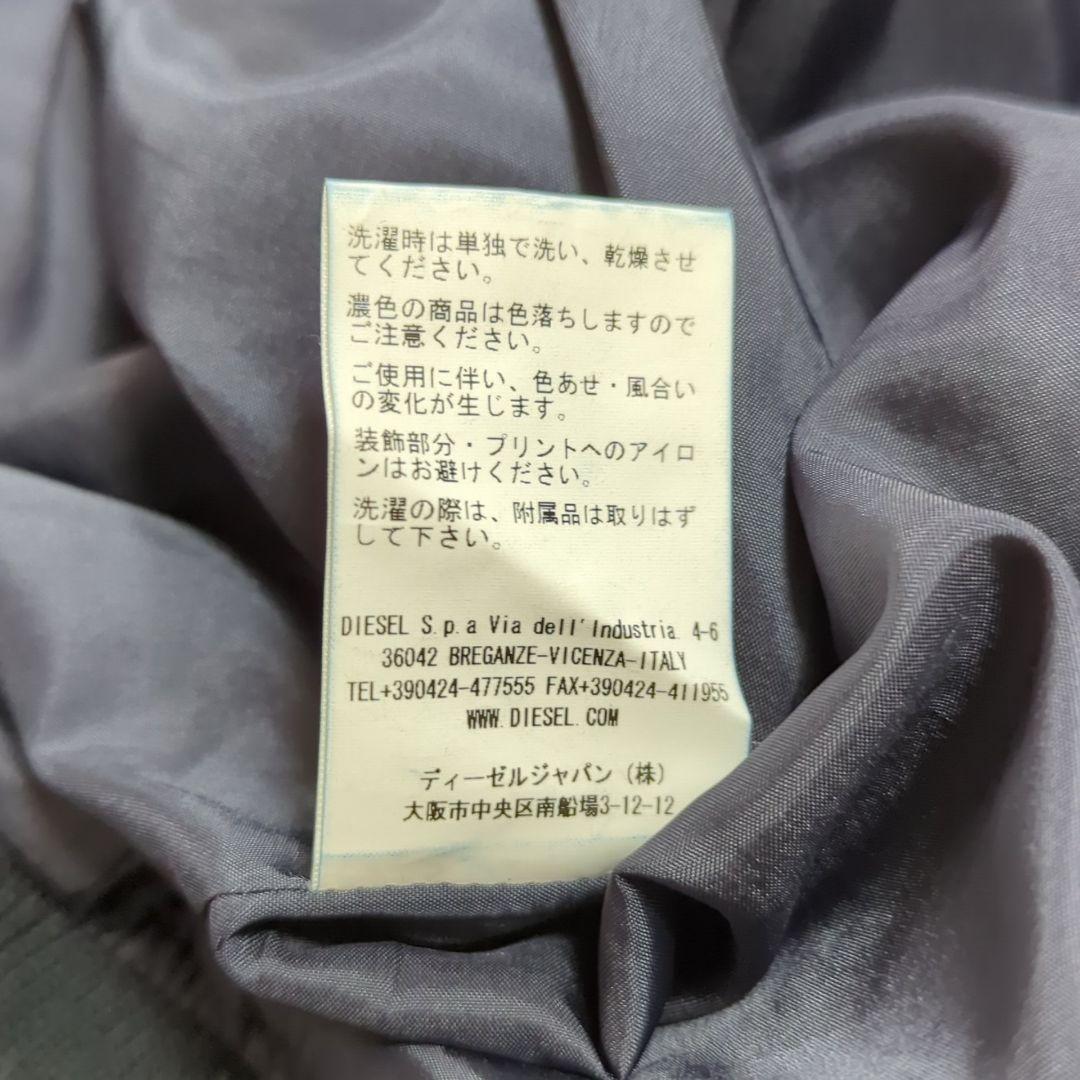 洗濯時は単独で洗い、乾燥させ
てください。
濃色の商品は色落ちしますので
ご注意ください。
ご使用に伴い、色あせ・風合い
の変化が生じます。
装飾部分・プリントへのアイロ
ンはお避けください。
洗濯の際は、附属品は取りはず
して下さい。
DIESEL S.p.a Via dell'Industria 4-6
36042 BREGANZE-VICENZA-ITALY
TEL+390424-477555 FAX+390424-411955
WWW.DIESEL.COM
ディーゼルジャパン（株）
大阪市中央区南船場3-12-12